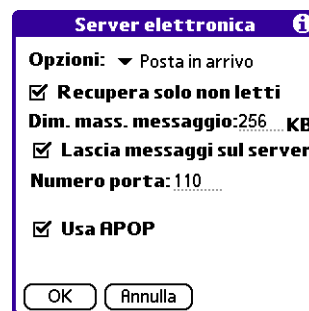 Server elettronica
Opzioni: Posta in arrivo
Recupera solo non letti
Dim. mass. messaggio:256 KB
Lascia messaggi sul server
Numero porta: 110
Usa APOP
OK Annulla